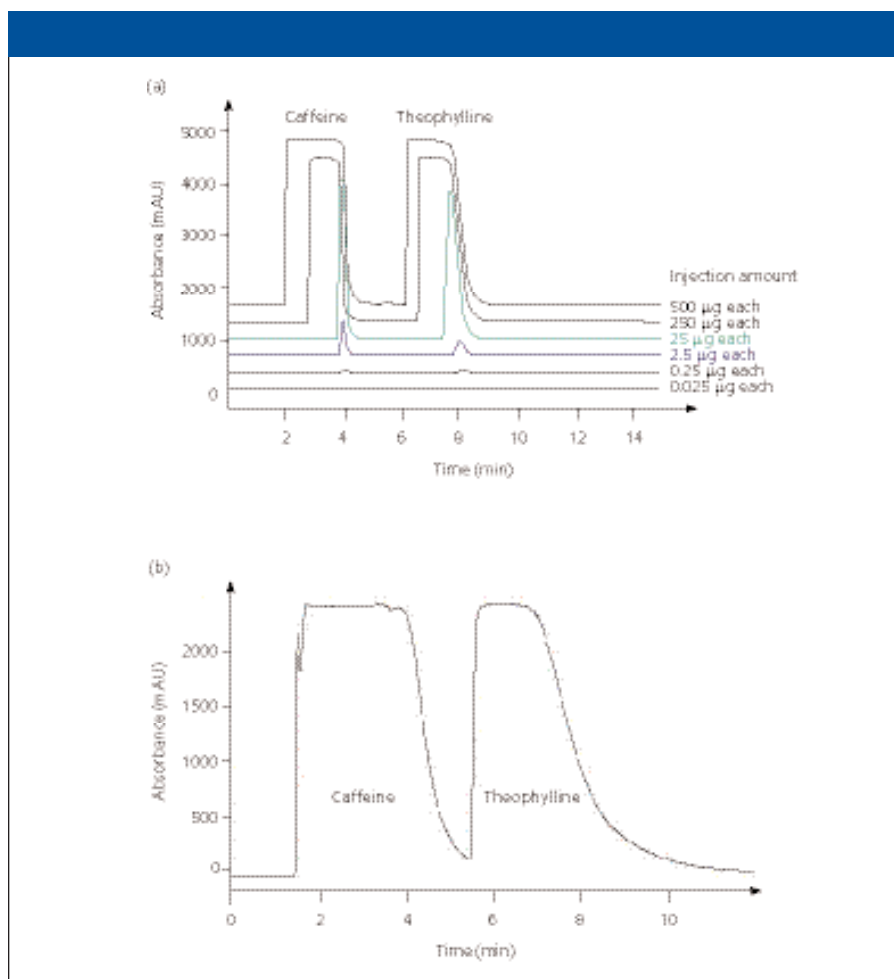 (a)
Caffeine Theophylline
5000
4000
3000
2000
1000
0
Absorbance (mAU)
Injection amount
500 µg each
250 µg each
25 µg each
2.5 µg each
0.25 µg each
0.025 µg each
2 4 6 8 10 12 14
Time (min)
(b)
2000
1500
1000
500
0
Absorbance (mAU)
Caffeine Theophylline
0 2 4 6 8 10
Time (min)